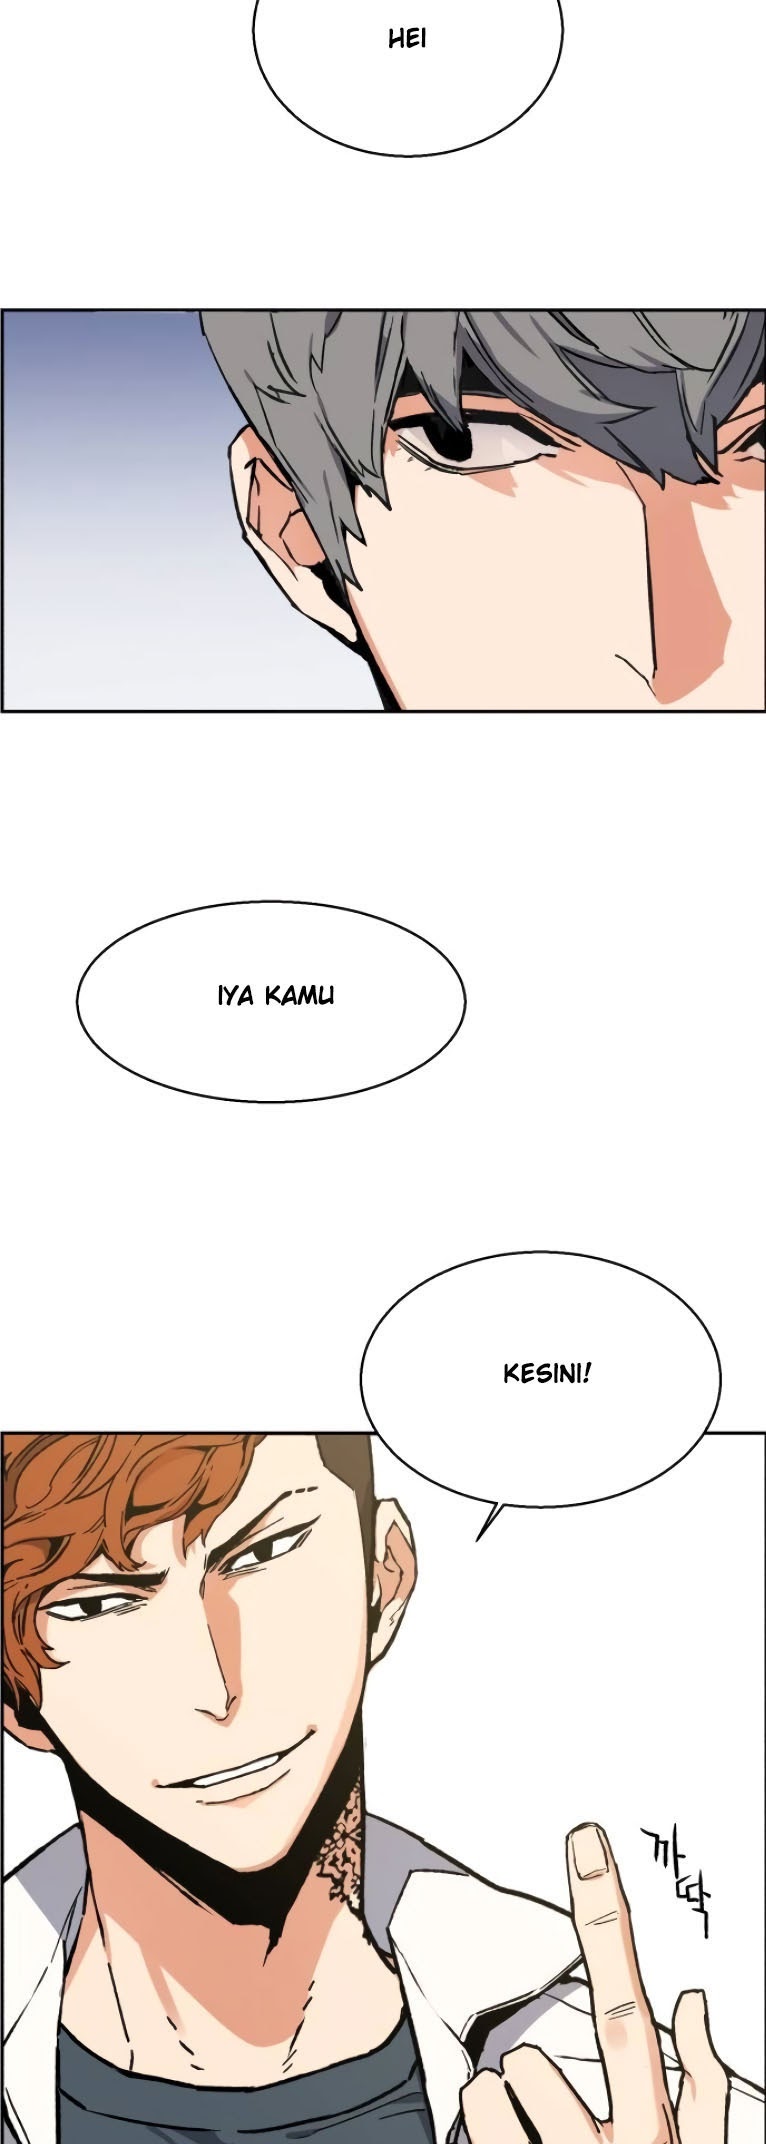 HEI
IYA KAMU
KESINI!
까
딱